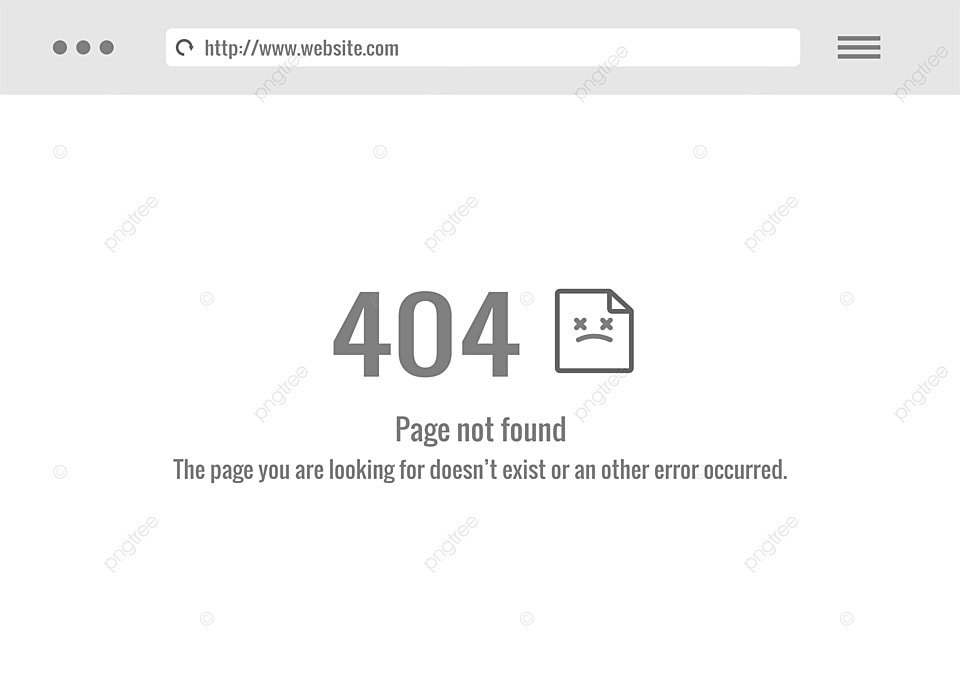 http://www.website.com
404
Page not found
The page you are looking for doesn’t exist or an other error occurred.
pngtree